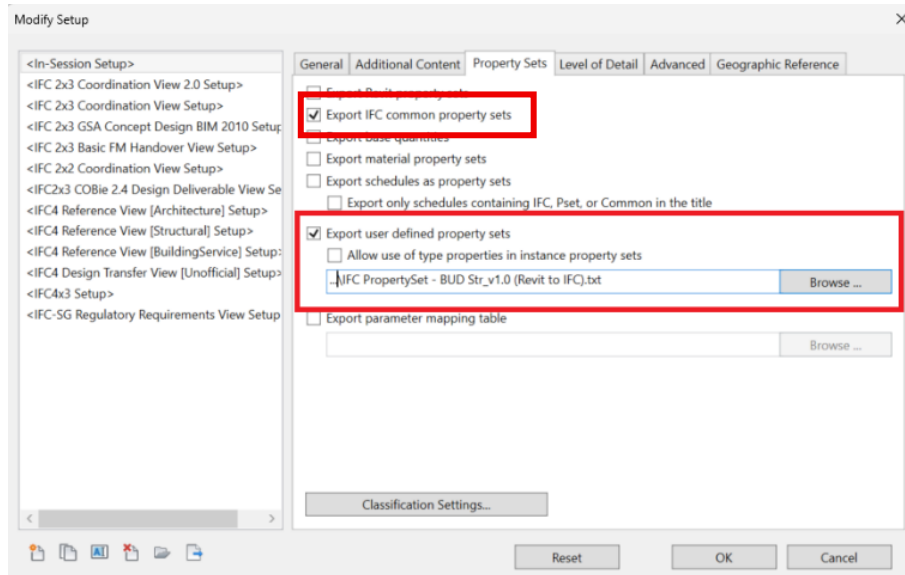 Modify Setup
<In-Session Setup>
<IFC 2x3 Coordination View 2.0 Setup>
<IFC 2x3 Coordination View Setup>
<IFC 2x3 GSA Concept Design BIM 2010 Setup
<IFC 2x3 Basic FM Handover View Setup>
<IFC 2x2 Coordination View Setup>
<IFC2x3 COBie 2.4 Design Deliverable View Se
<IFC4 Reference View [Architecture] Setup>
<IFC4 Reference View [Structural] Setup>
<IFC4 Reference View [BuildingService] Setup>
<IFC4 Design Transfer View [Unofficial] Setup>
<IFC4x3 Setup>
<IFC-SG Regulatory Requirements View Setup
General Additional Content Property Sets Level of Detail Advanced Geographic Reference
Export Revit property sets
Export IFC common property sets
Export base quantities
Export material property sets
Export schedules as property sets
Export only schedules containing IFC, Pset, or Common in the title
Export user defined property sets
Allow use of type properties in instance property sets
..\IFC PropertySet - BUD Str_v1.0 (Revit to IFC).txt Browse ...
Export parameter mapping table
Browse ...
Classification Settings...
Reset OK Cancel